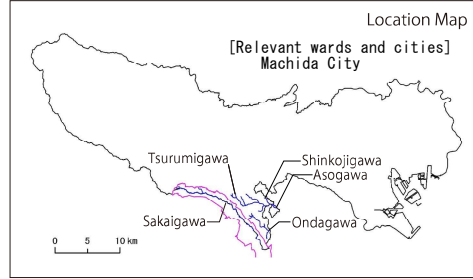 Location Map
[Relevant wards and cities]
Machida City
Tsurumigawa
Shinkojigawa
Asogawa
Sakaigawa
Ondagawa
0 5 10 km